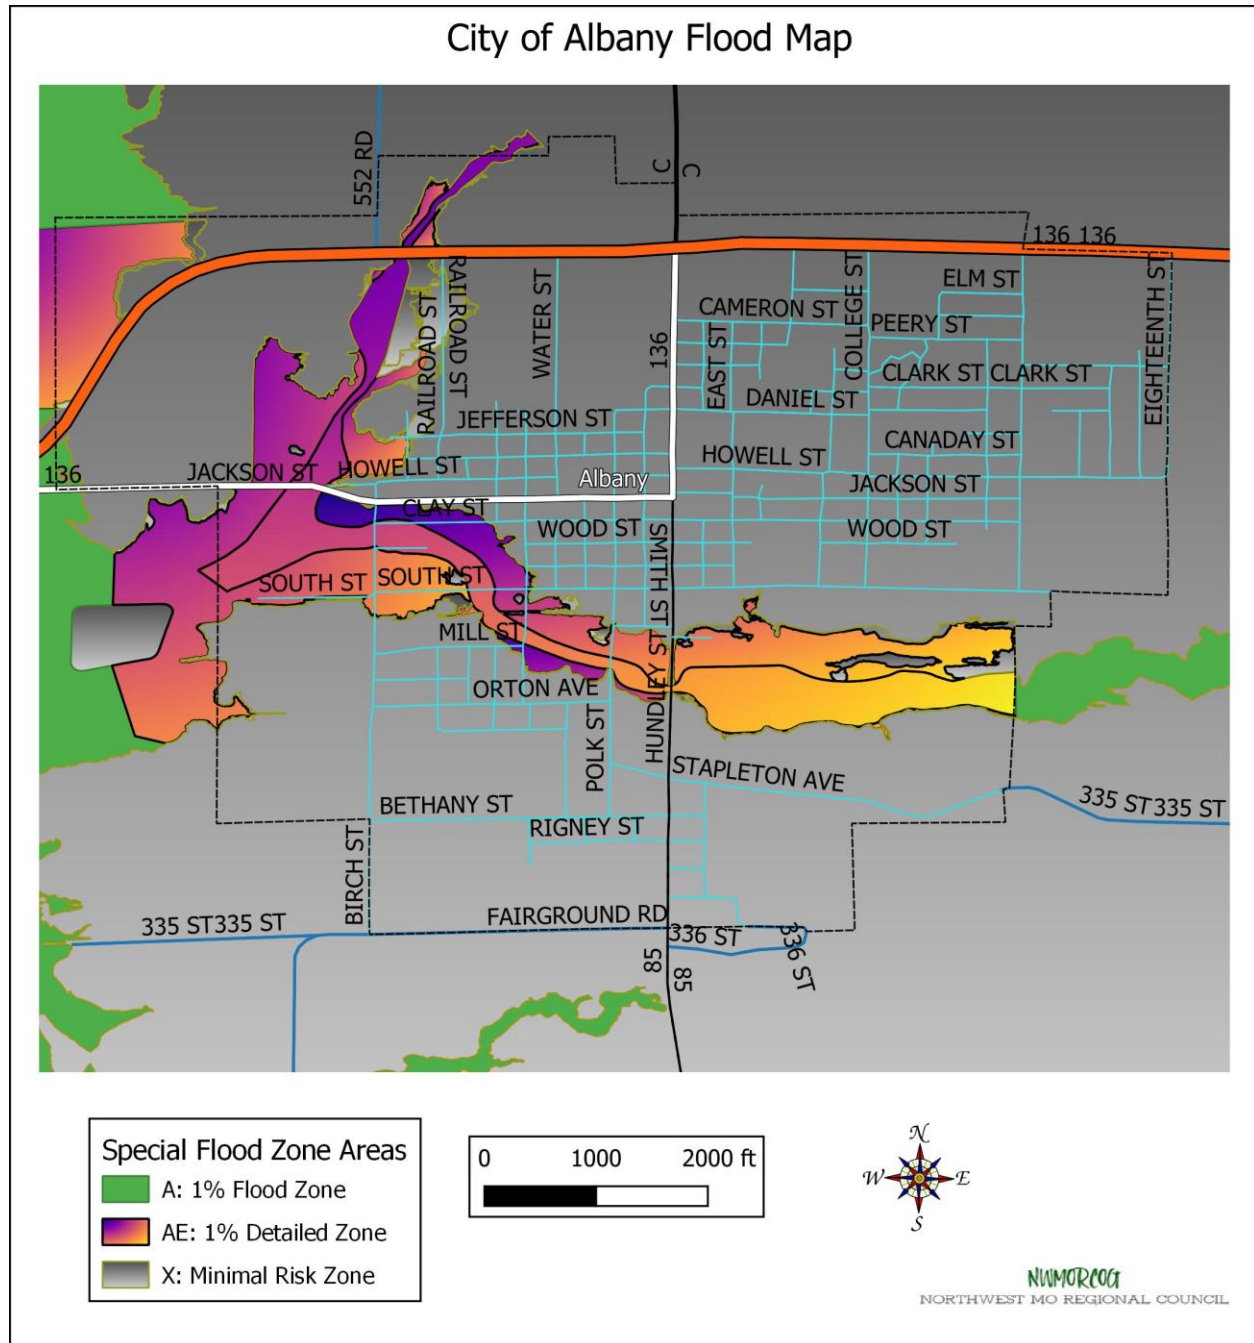 City of Albany Flood Map
552 RD
C
C
136 136
RAILROAD ST
RAILROAD ST
WATER ST
136
CAMERON ST
EAST ST
COLLEGE ST
ELM ST
PEERY ST
EIGHTEENTH ST
CLARK ST CLARK ST
DANIEL ST
JEFFERSON ST
CANADAY ST
136
JACKSON ST
HOWELL ST
HOWELL ST
Albany
JACKSON ST
CLAY ST
WOOD ST
SMITH ST
WOOD ST
SOUTH ST
SOUTH ST
MILL ST
ORTON AVE
POLK ST
HUNDLEY ST
STAPLETON AVE
335 ST335 ST
BETHANY ST
RIGNEY ST
BIRCH ST
335 ST335 ST
FAIRGROUND RD
336 ST
336 ST
85
85
Special Flood Zone Areas
A: 1% Flood Zone
AE: 1% Detailed Zone
X: Minimal Risk Zone
0 1000 2000 ft
N
W E
S
NWMORCOG
NORTHWEST MO REGIONAL COUNCIL